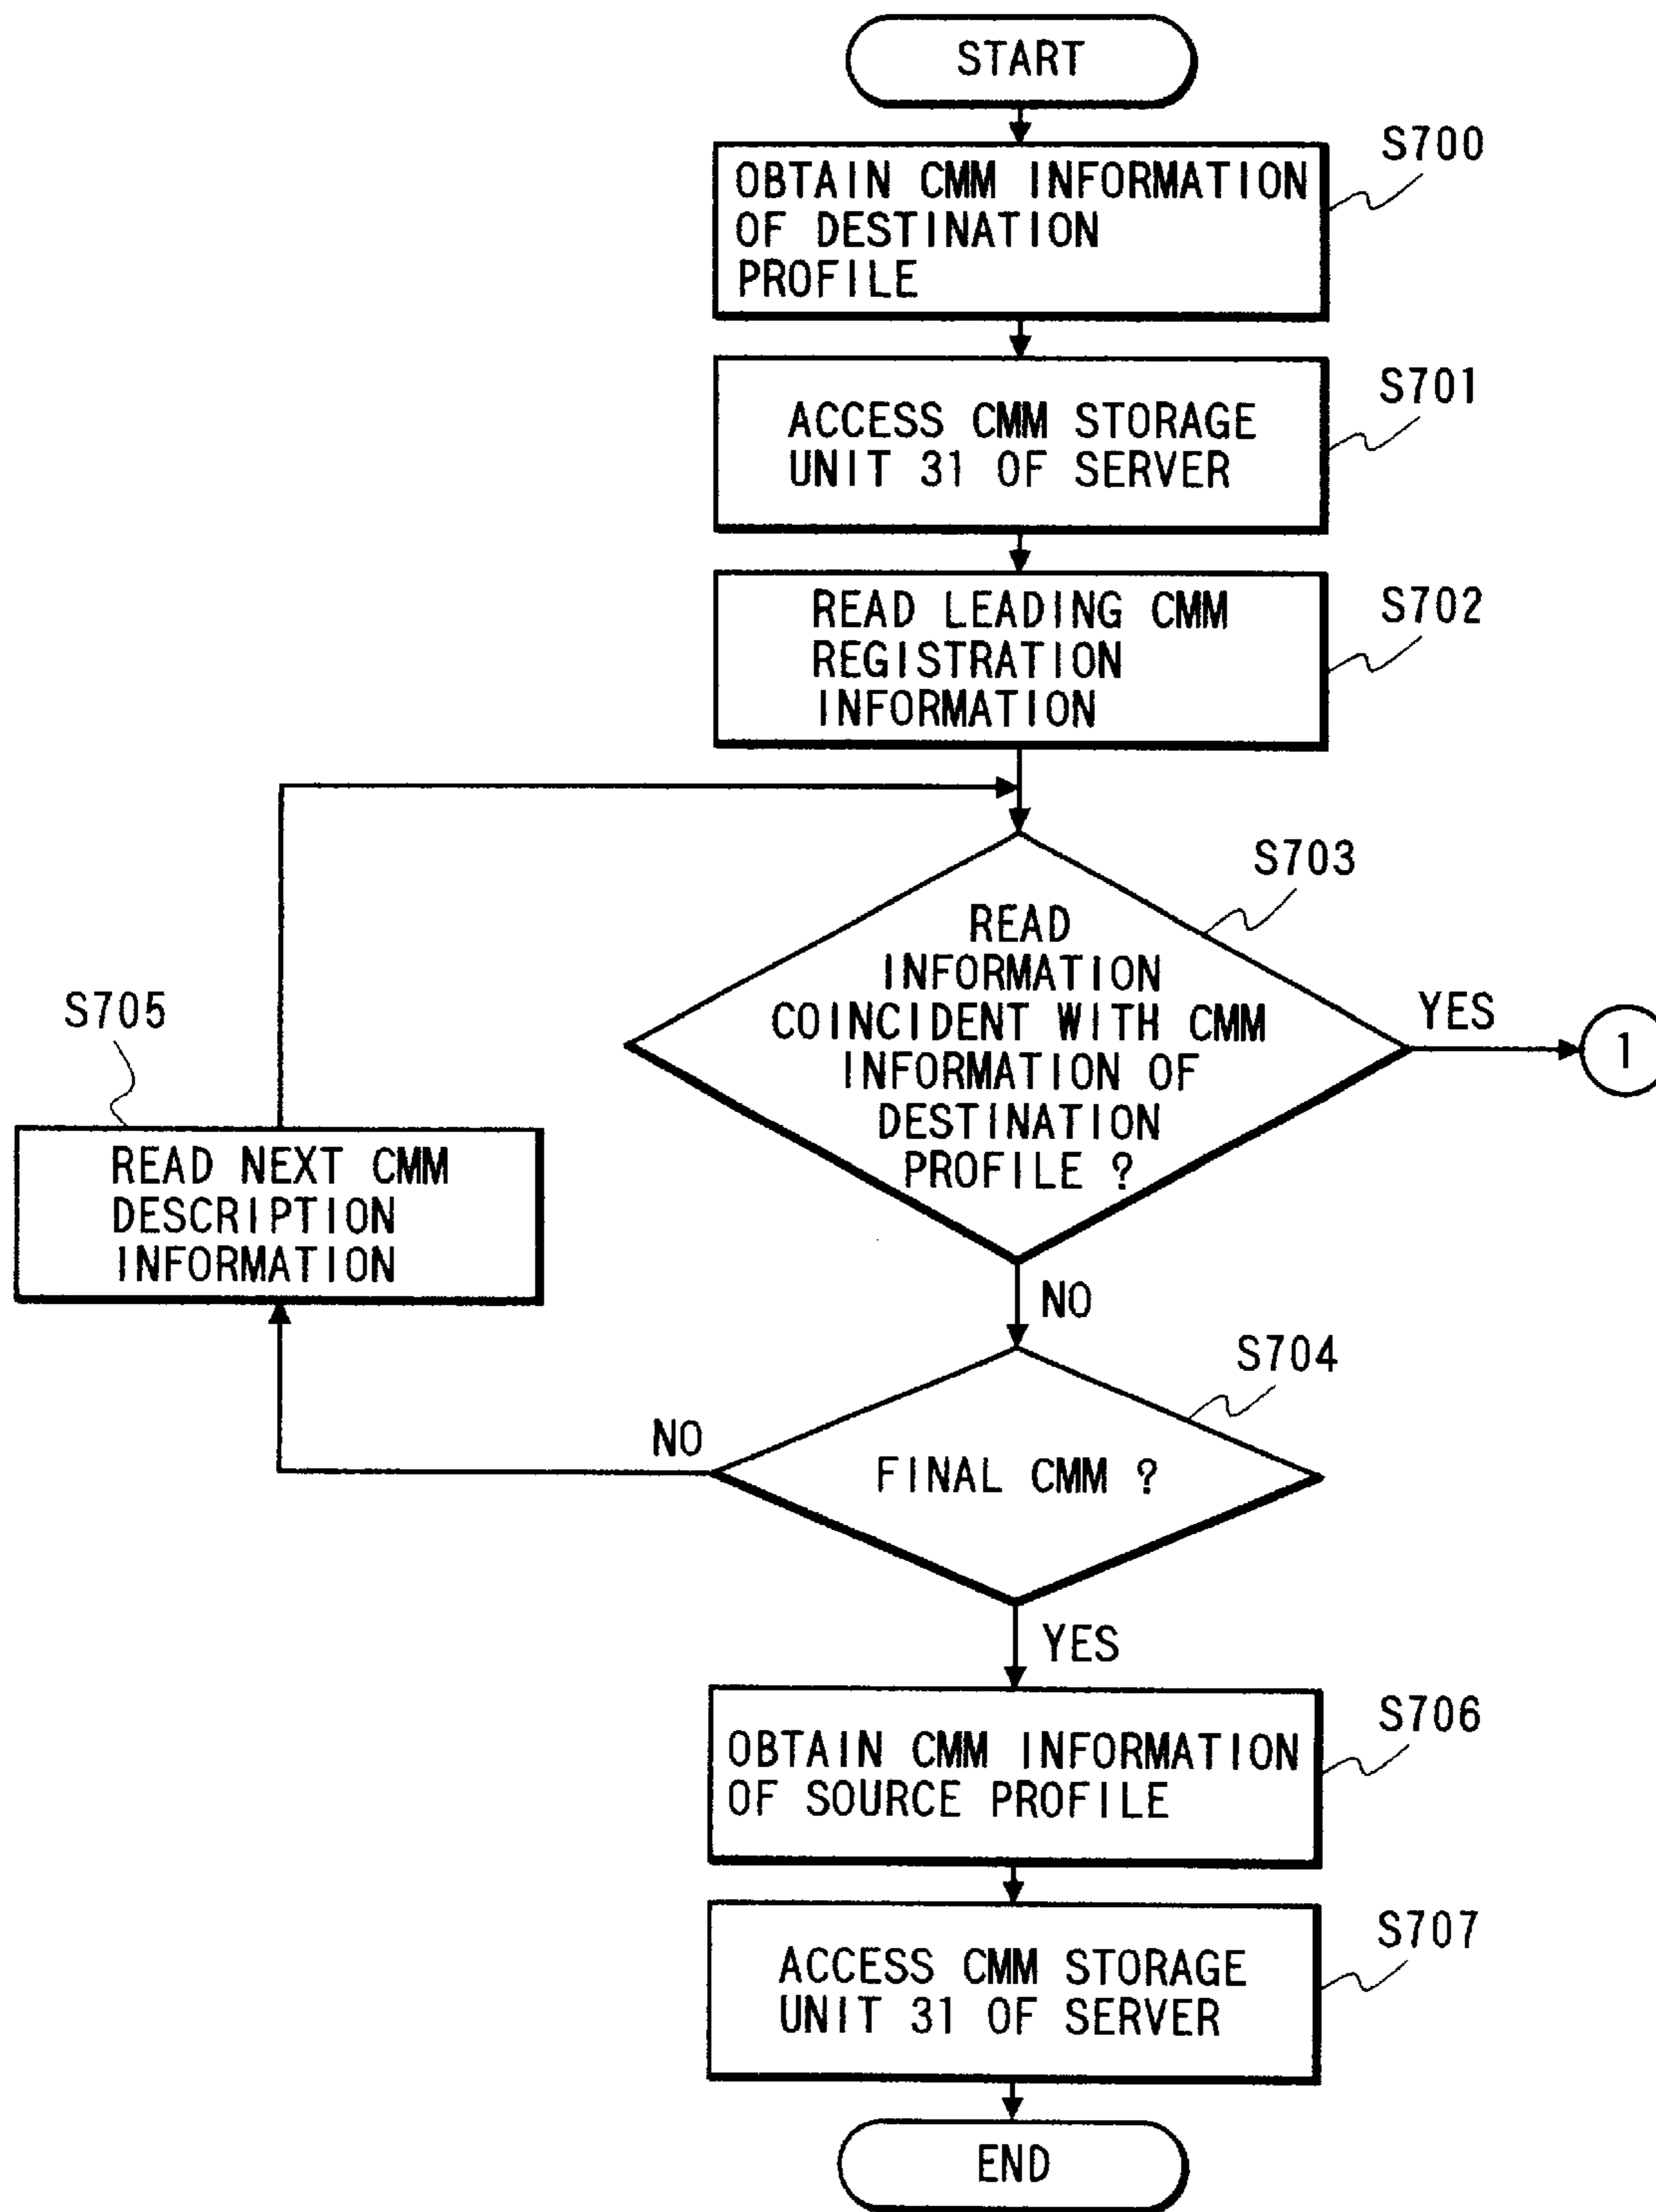 START
S700
OBTAIN CMM INFORMATION
OF DESTINATION
PROFILE
S701
ACCESS CMM STORAGE
UNIT 31 OF SERVER
S702
READ LEADING CMM
REGISTRATION
INFORMATION
S703
READ
INFORMATION
COINCIDENT WITH CMM
INFORMATION OF
DESTINATION
PROFILE ?
YES
1
S705
READ NEXT CMM
DESCRIPTION
INFORMATION
NO
S704
FINAL CMM ?
NO
YES
S706
OBTAIN CMM INFORMATION
OF SOURCE PROFILE
S707
ACCESS CMM STORAGE
UNIT 31 OF SERVER
END